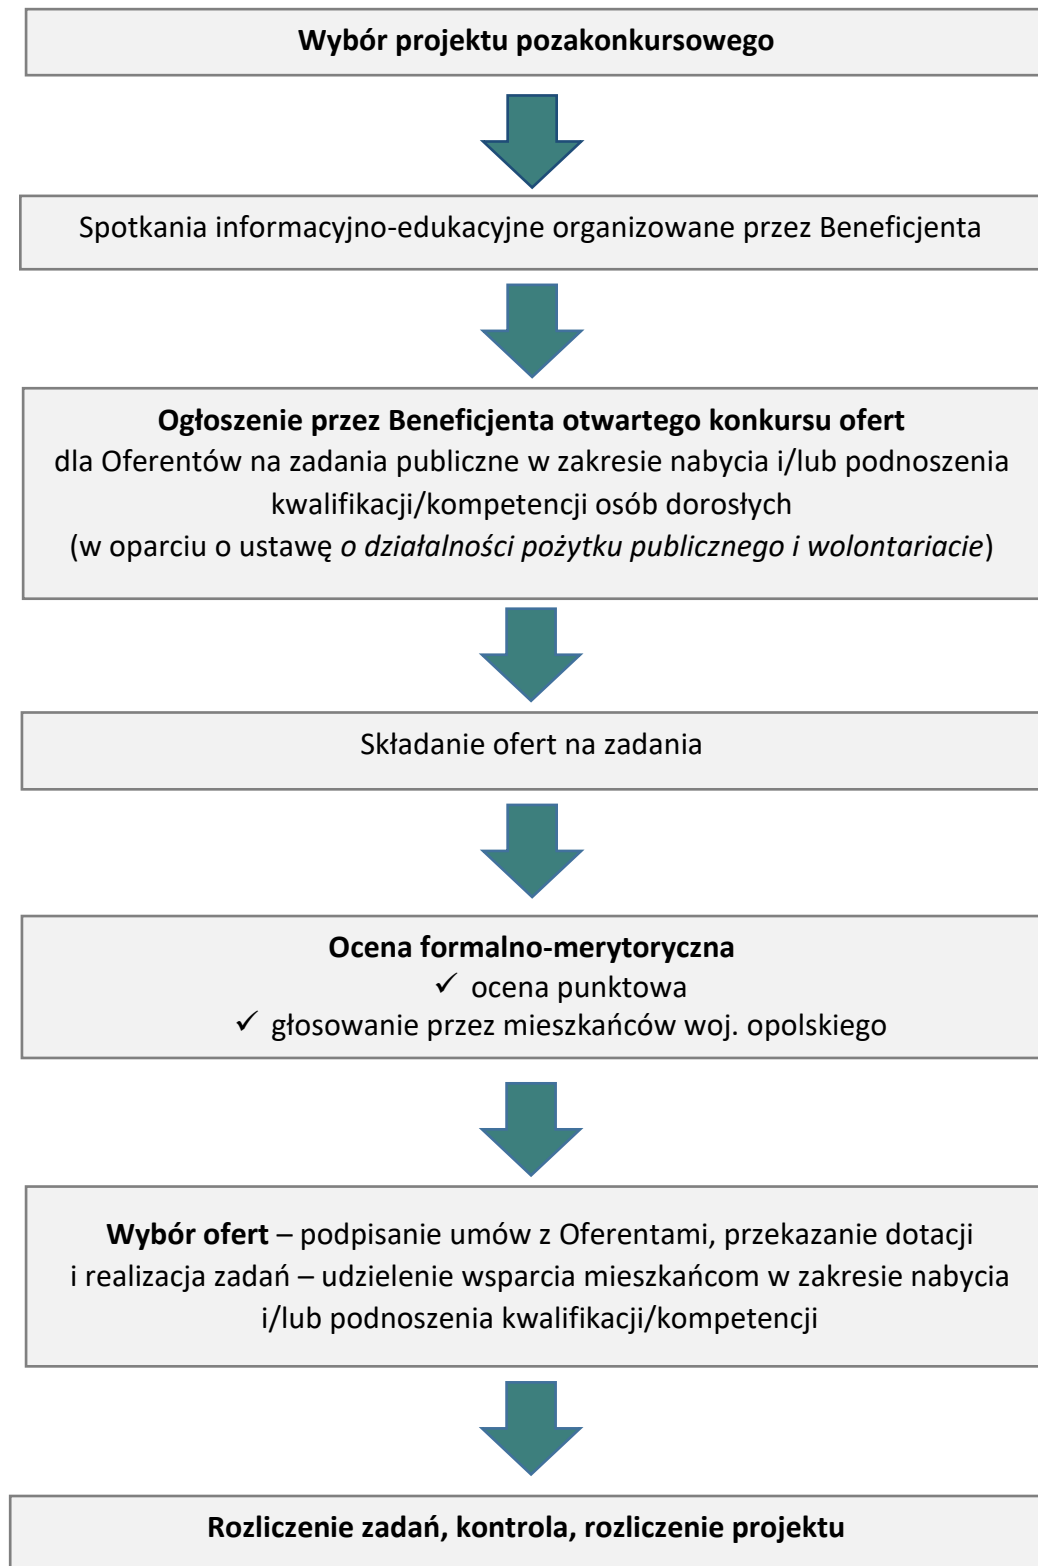 Wybór projektu pozakonkursowego
Spotkania informacyjno-edukacyjne organizowane przez Beneficjenta
Ogłoszenie przez Beneficjenta otwartego konkursu ofert
dla Oferentów na zadania publiczne w zakresie nabycia i/lub podnoszenia
kwalifikacji/kompetencji osób dorosłych
(w oparciu o ustawę o działalności pożytku publicznego i wolontariacie)
Składanie ofert na zadania
Ocena formalno-merytoryczna
✓ ocena punktowa
✓ głosowanie przez mieszkańców woj. opolskiego
Wybór ofert – podpisanie umów z Oferentami, przekazanie dotacji
i realizacja zadań – udzielenie wsparcia mieszkańcom w zakresie nabycia
i/lub podnoszenia kwalifikacji/kompetencji
Rozliczenie zadań, kontrola, rozliczenie projektu